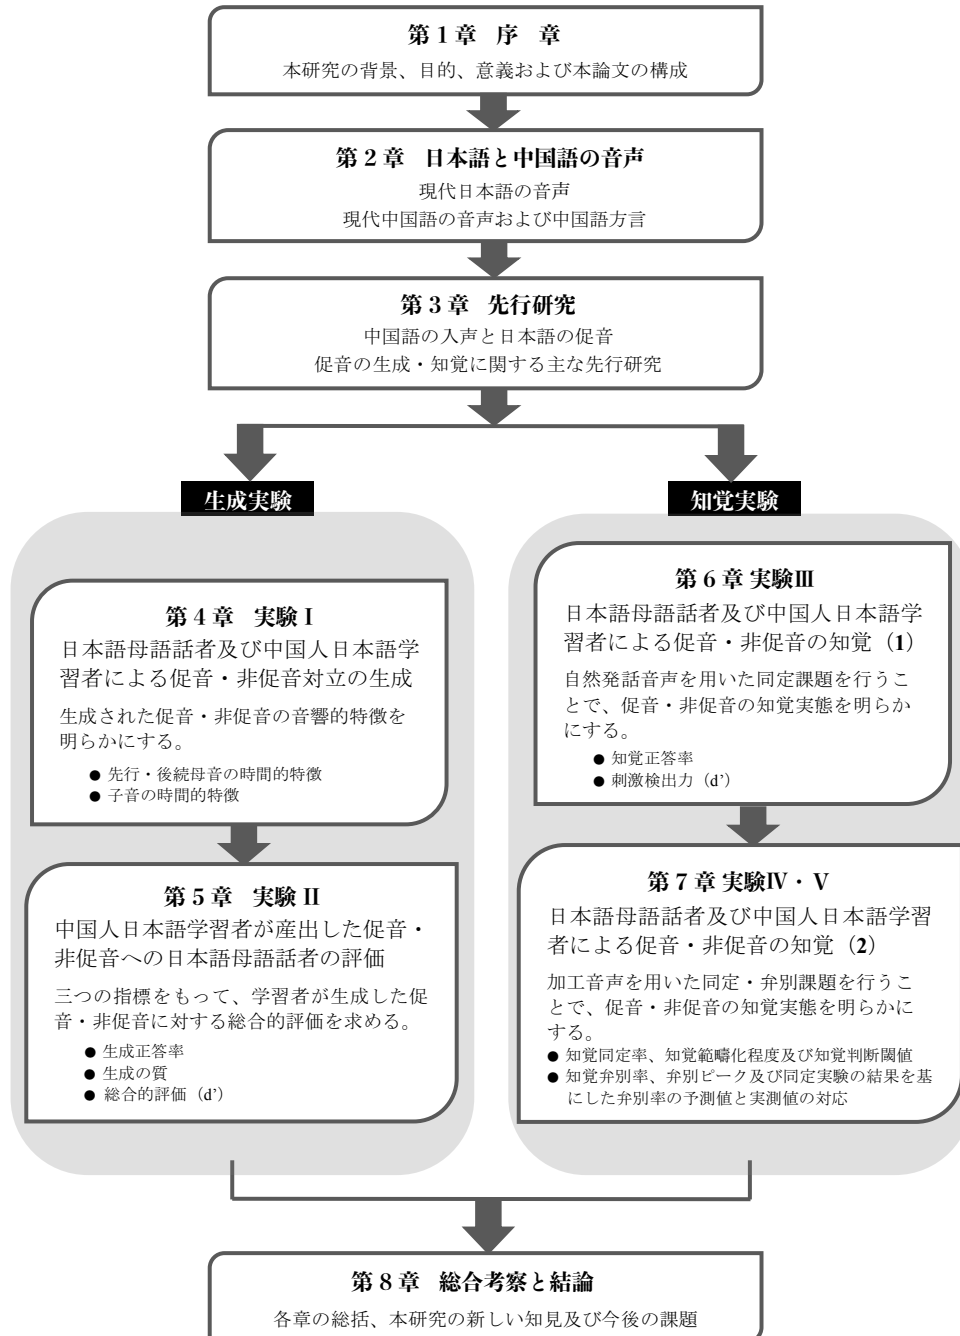 第1章 序 章
本研究の背景、目的、意義および本論文の構成
第2章 日本語と中国語の音声
現代日本語の音声
現代中国語の音声および中国語方言
第3章 先行研究
中国語の入声と日本語の促音
促音の生成・知覚に関する主な先行研究
生成実験
第4章 実験 I
日本語母語話者及び中国人日本語学
習者による促音・非促音対立の生成
生成された促音・非促音の音響的特徴を
明らかにする。
● 先行・後続母音の時間的特徴
● 子音の時間的特徴
第5章 実験 II
中国人日本語学習者が産出した促音・
非促音への日本語母語話者の評価
三つの指標をもって、学習者が生成した促
音・非促音に対する総合的評価を求める。
● 生成正答率
● 生成の質
● 総合的評価（d’）
知覚実験
第6章 実験Ⅲ
日本語母語話者及び中国人日本語学
習者による促音・非促音の知覚（1）
自然発話音声を用いた同定課題を行うこ
とで、促音・非促音の知覚実態を明らか
にする。
● 知覚正答率
● 刺激検出力（d’）
第7章 実験Ⅳ・Ⅴ
日本語母語話者及び中国人日本語学習
者による促音・非促音の知覚（2）
加工音声を用いた同定・弁別課題を行うこ
とで、促音・非促音の知覚実態を明らかに
する。
● 知覚同定率、知覚範疇化程度及び知覚判断閾値
● 知覚弁別率、弁別ピーク及び同定実験の結果を基
にした弁別率の予測値と実測値の対応
第8章 総合考察と結論
各章の総括、本研究の新しい知見及び今後の課題